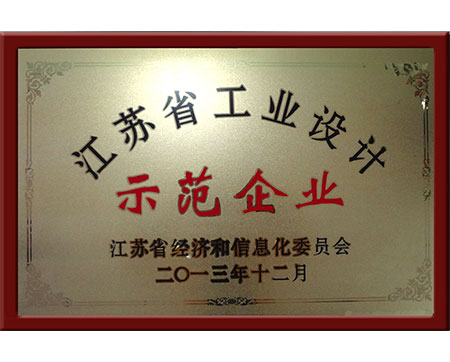 江苏省工业设计
示范企业
江苏省经济和信息化委员会
二〇一三年十二月